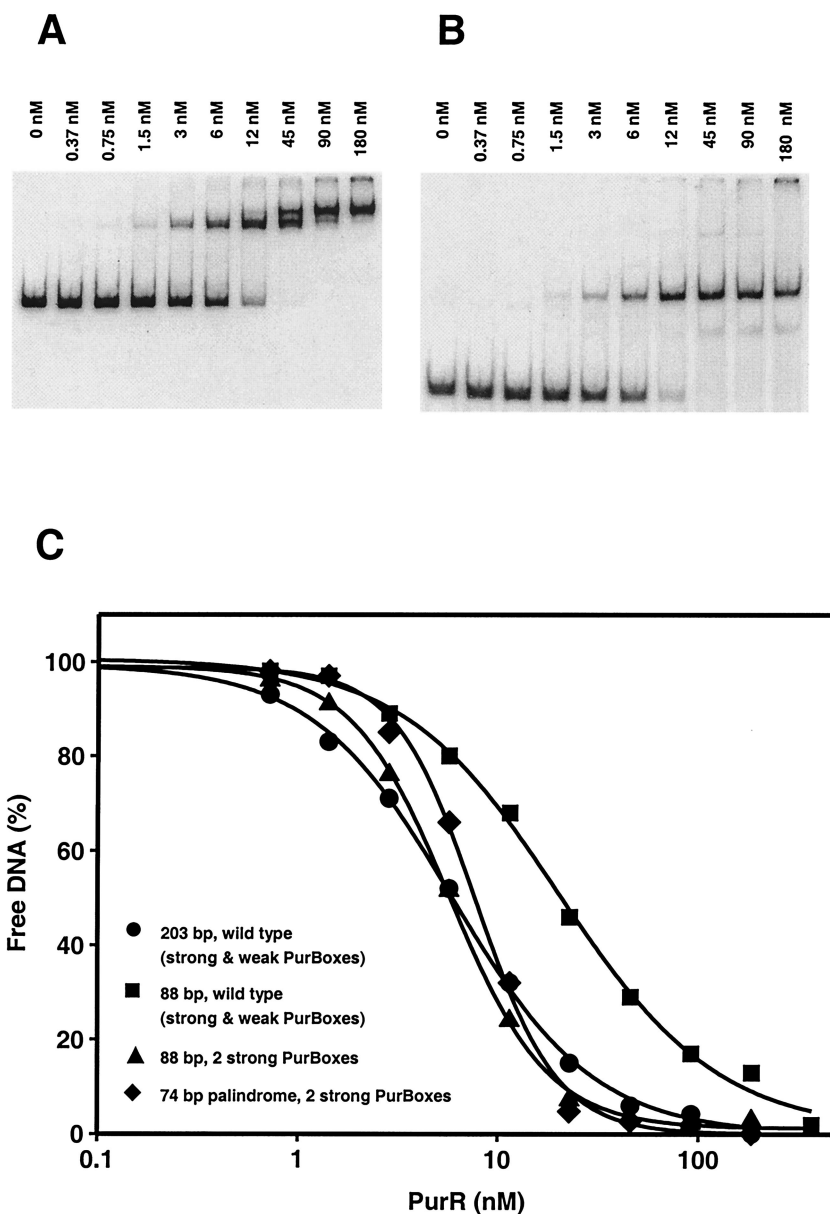 A
B
0 nM
0.37 nM
0.75 nM
1.5 nM
3 nM
6 nM
12 nM
45 nM
90 nM
180 nM
0 nM
0.37 nM
0.75 nM
1.5 nM
3 nM
6 nM
12 nM
45 nM
90 nM
180 nM
C
100
80
60
40
20
0
Free DNA (%)
203 bp, wild type
(strong & weak PurBoxes)
88 bp, wild type
(strong & weak PurBoxes)
88 bp, 2 strong PurBoxes
74 bp palindrome, 2 strong PurBoxes
0.1
1
10
100
PurR (nM)